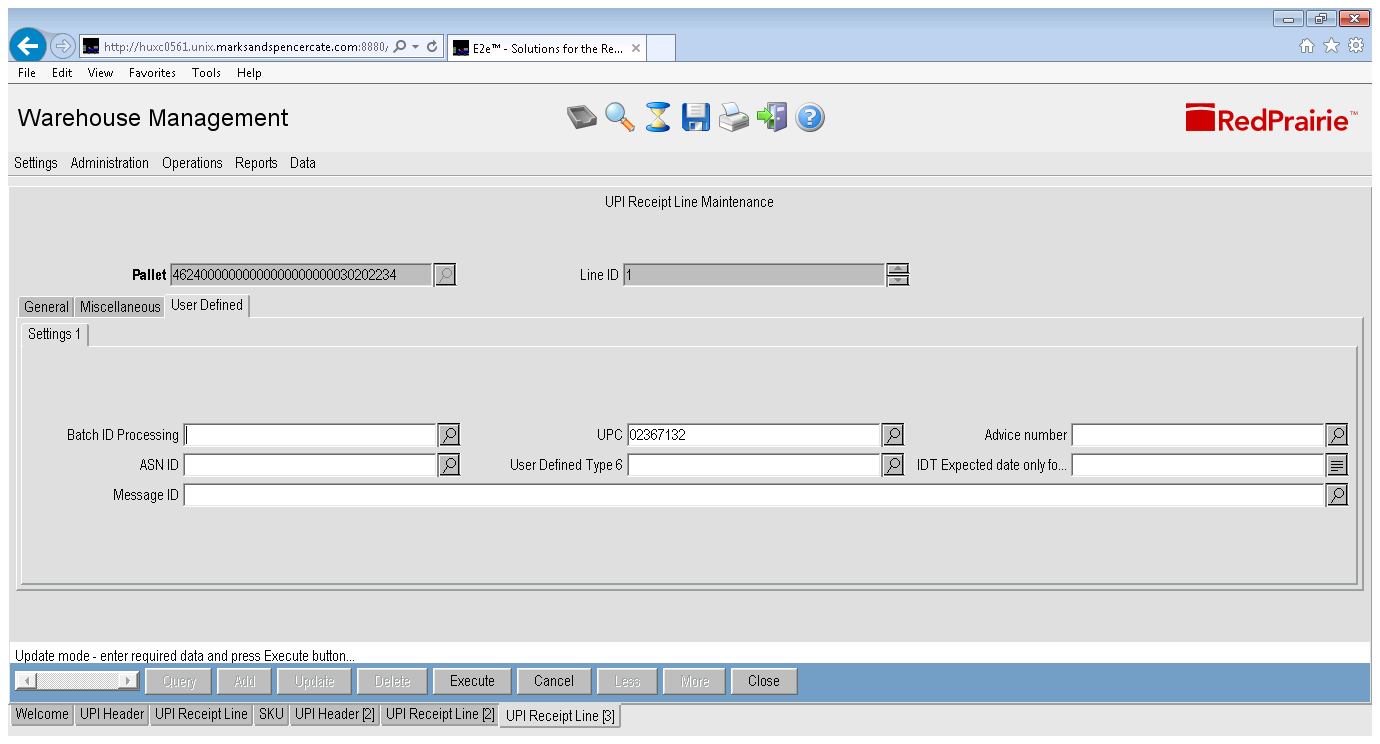 http://huxc0561.unix.marksandspencercate.com:8880,
E2e™ - Solutions for the Re...
File Edit View Favorites Tools Help
Warehouse Management
RedPrairie™
Settings Administration Operations Reports Data
UPI Receipt Line Maintenance
Line ID 1
General Miscellaneous User Defined
Settings 1
Batch ID Processing UPC 02367132 Advice number
ASN ID User Defined Type 6 IDT Expected date only fo...
Message ID
Update mode - enter required data and press Execute button...
Query Add Update Delete Execute Cancel Less More Close
Welcome UPI Header UPI Receipt Line SKU UPI Header [2] UPI Receipt Line [2] UPI Receipt Line [3]